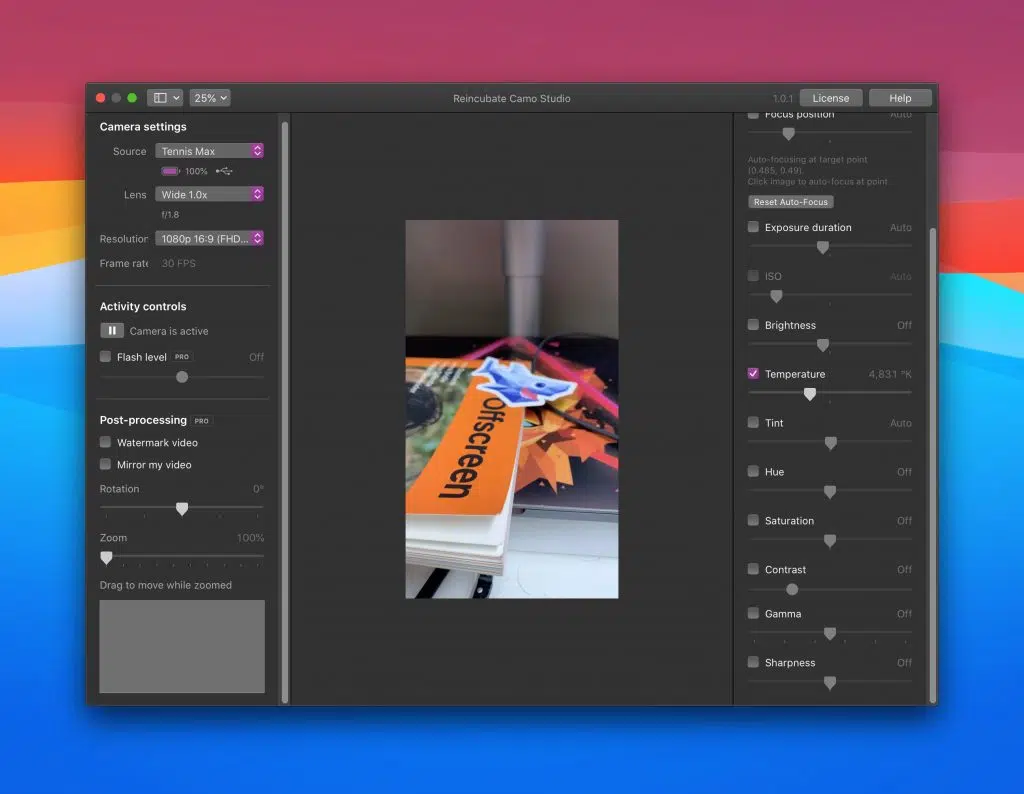 25%
Reincubate Camo Studio
1.0.1
License
Help
Camera settings
Source
Tennis Max
100%
Lens
Wide 1.0x
f/1.8
Resolution
1080p 16:9 (FHD...
Frame rate
30 FPS
Activity controls
Camera is active
Flash level PRO Off
Post-processing PRO
Watermark video
Mirror my video
Rotation 0°
Zoom 100%
Drag to move while zoomed
Offscreen
Focus position Auto
Auto-focusing at target point
(0.485, 0.49).
Click image to auto-focus at point
Reset Auto-Focus
Exposure duration Auto
ISO Auto
Brightness Off
Temperature 4,831 °K
Tint Auto
Hue Off
Saturation Off
Contrast Off
Gamma Off
Sharpness Off